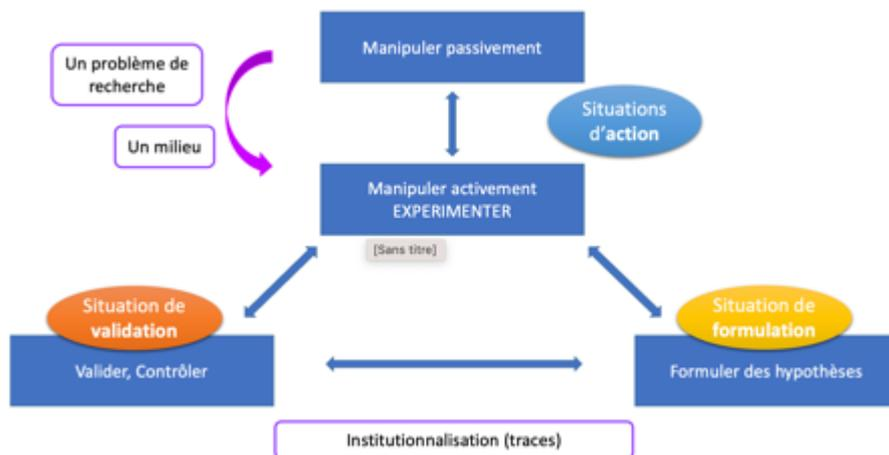 Manipuler passivement
Un problème de
recherche
Situations
d'action
Un milieu
Manipuler activement
EXPERIMENTER
[Sans titre]
Situation de
validation
Situation de
formulation
Valider, Contrôler
Formuler des hypothèses
Institutionnalisation (traces)